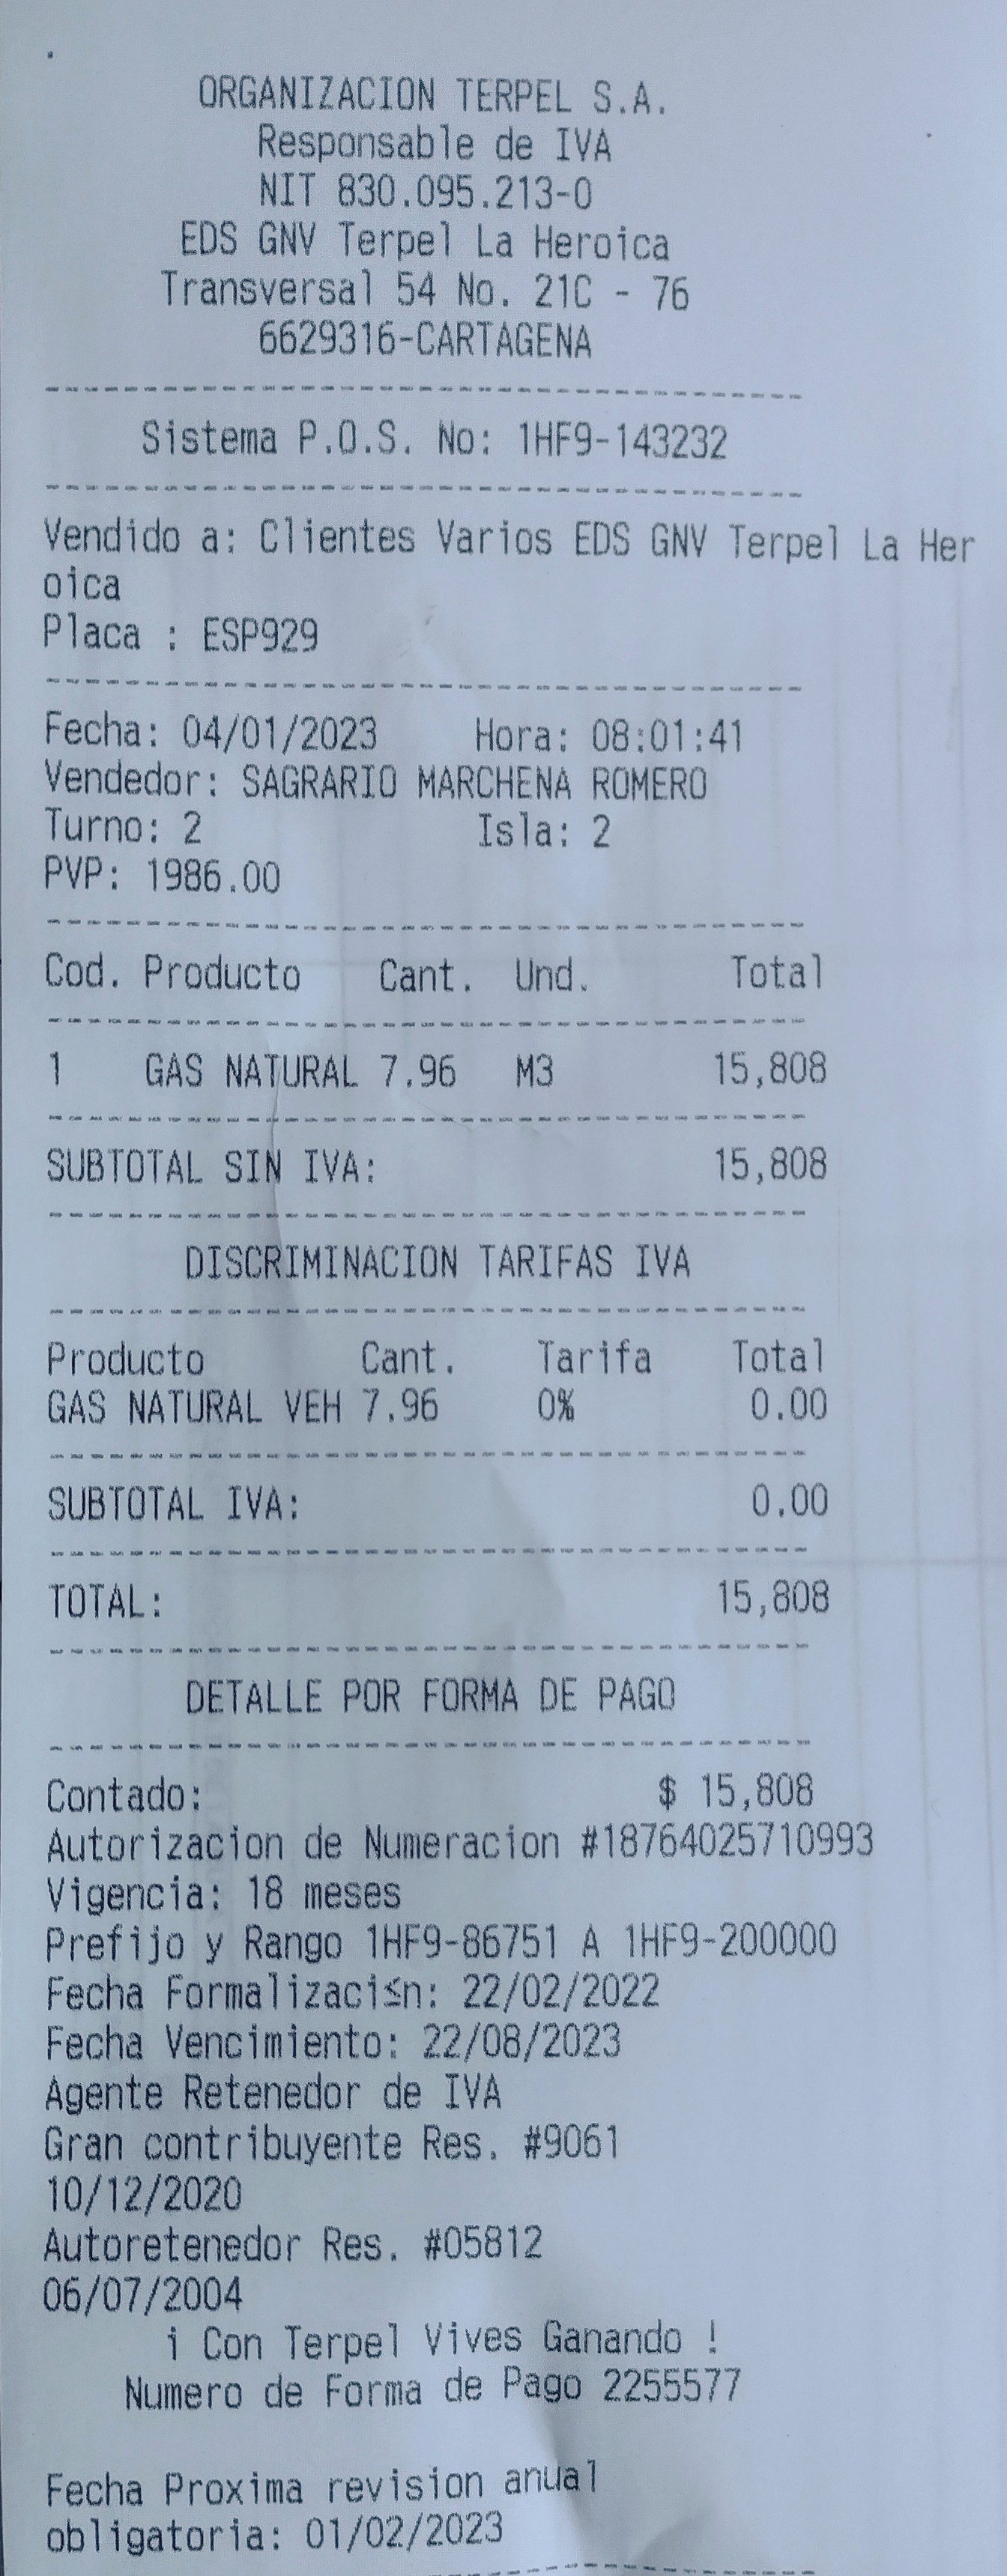 ORGANIZACION TERPEL S.A.
Responsable de IVA
NIT 830.095.213-0
EDS GNV Terpel La Heroica
Transversal 54 No. 21C - 76
6629316-CARTAGENA
Sistema P.O.S. No: 1HF9-143232
Vendido a: Clientes Varios EDS GNV Terpel La Her
oica
Placa : ESP929
Fecha: 04/01/2023 Hora: 08:01:41
Vendedor: SAGRARIO MARCHENA ROMERO
Turno: 2 Isla: 2
PVP: 1986.00
Cod. Producto Cant. Und. Total
1 GAS NATURAL 7.96 M3 15,808
SUBTOTAL SIN IVA: 15,808
DISCRIMINACION TARIFAS IVA
Producto Cant. Tarifa Total
GAS NATURAL VEH 7.96 0% 0.00
SUBTOTAL IVA: 0.00
TOTAL: 15,808
DETALLE POR FORMA DE PAGO
Contado: $ 15,808
Autorizacion de Numeracion #18764025710993
Vigencia: 18 meses
Prefijo y Rango 1HF9-86751 A 1HF9-200000
Fecha Formalizaci≤n: 22/02/2022
Fecha Vencimiento: 22/08/2023
Agente Retenedor de IVA
Gran contribuyente Res. #9061
10/12/2020
Autoretenedor Res. #05812
06/07/2004
¡ Con Terpel Vives Ganando !
Numero de Forma de Pago 2255577
Fecha Proxima revision anual
obligatoria: 01/02/2023